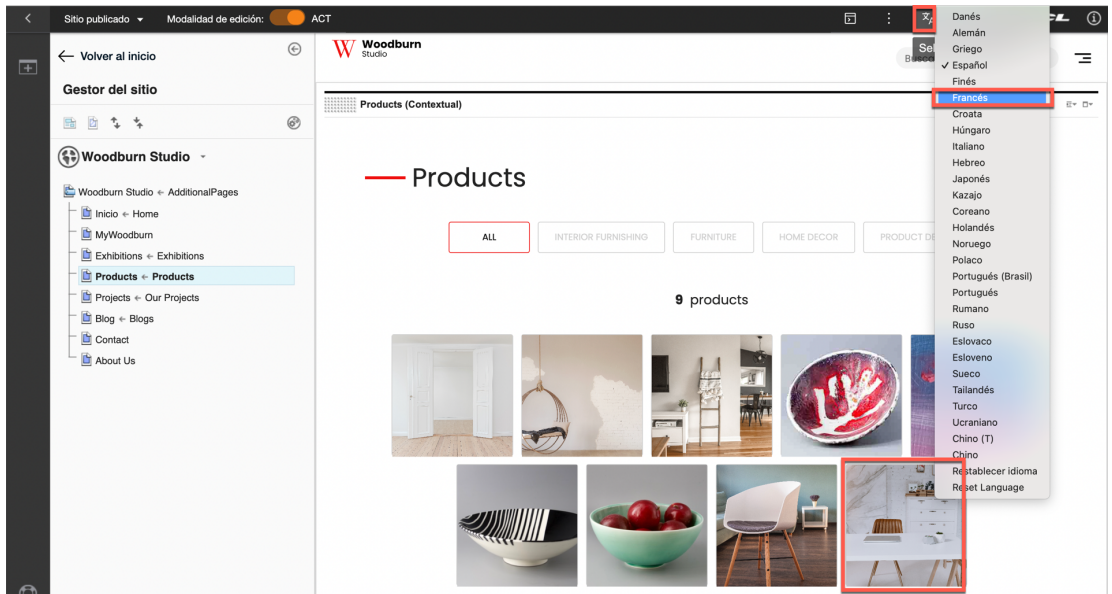 Sitio publicado
Modalidad de edición:
ACT
Volver al inicio
Gestor del sitio
Woodburn Studio
Woodburn Studio ← AdditionalPages
Inicio ← Home
MyWoodburn
Exhibitions ← Exhibitions
Products ← Products
Projects ← Our Projects
Blog ← Blogs
Contact
About Us
W Woodburn
Studio
Products (Contextual)
Products
ALL
INTERIOR FURNISHING
FURNITURE
HOME DECOR
PRODUCT DE
9 products
Danés
Alemán
Griego
✓ Español
Finés
Francés
Croata
Húngaro
Italiano
Hebreo
Japonés
Kazajo
Coreano
Holandés
Noruego
Polaco
Portugués (Brasil)
Portugués
Rumano
Ruso
Eslovaco
Esloveno
Sueco
Tailandés
Turco
Ucraniano
Chino (T)
Chino
Restablecer idioma
Reset Language